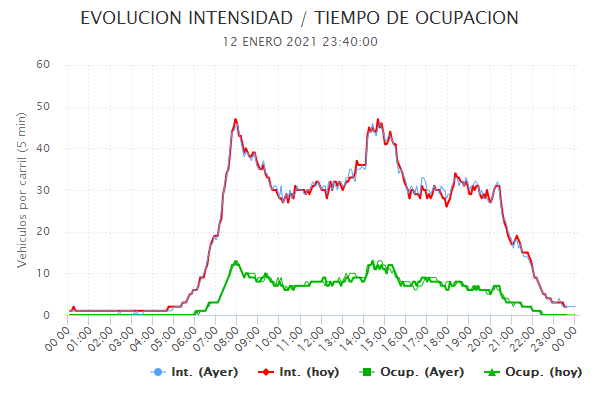 EVOLUCION INTENSIDAD / TIEMPO DE OCUPACION
12 ENERO 2021 23:40:00
Vehiculos por carril (5 min)
60
50
40
30
20
10
0
00:00 01:00 02:00 03:00 04:00 05:00 06:00 07:00 08:00 09:00 10:00 11:00 12:00 13:00 14:00 15:00 16:00 17:00 18:00 19:00 20:00 21:00 22:00 23:00 00:00
Int. (Ayer) Int. (hoy) Ocup. (Ayer) Ocup. (hoy)